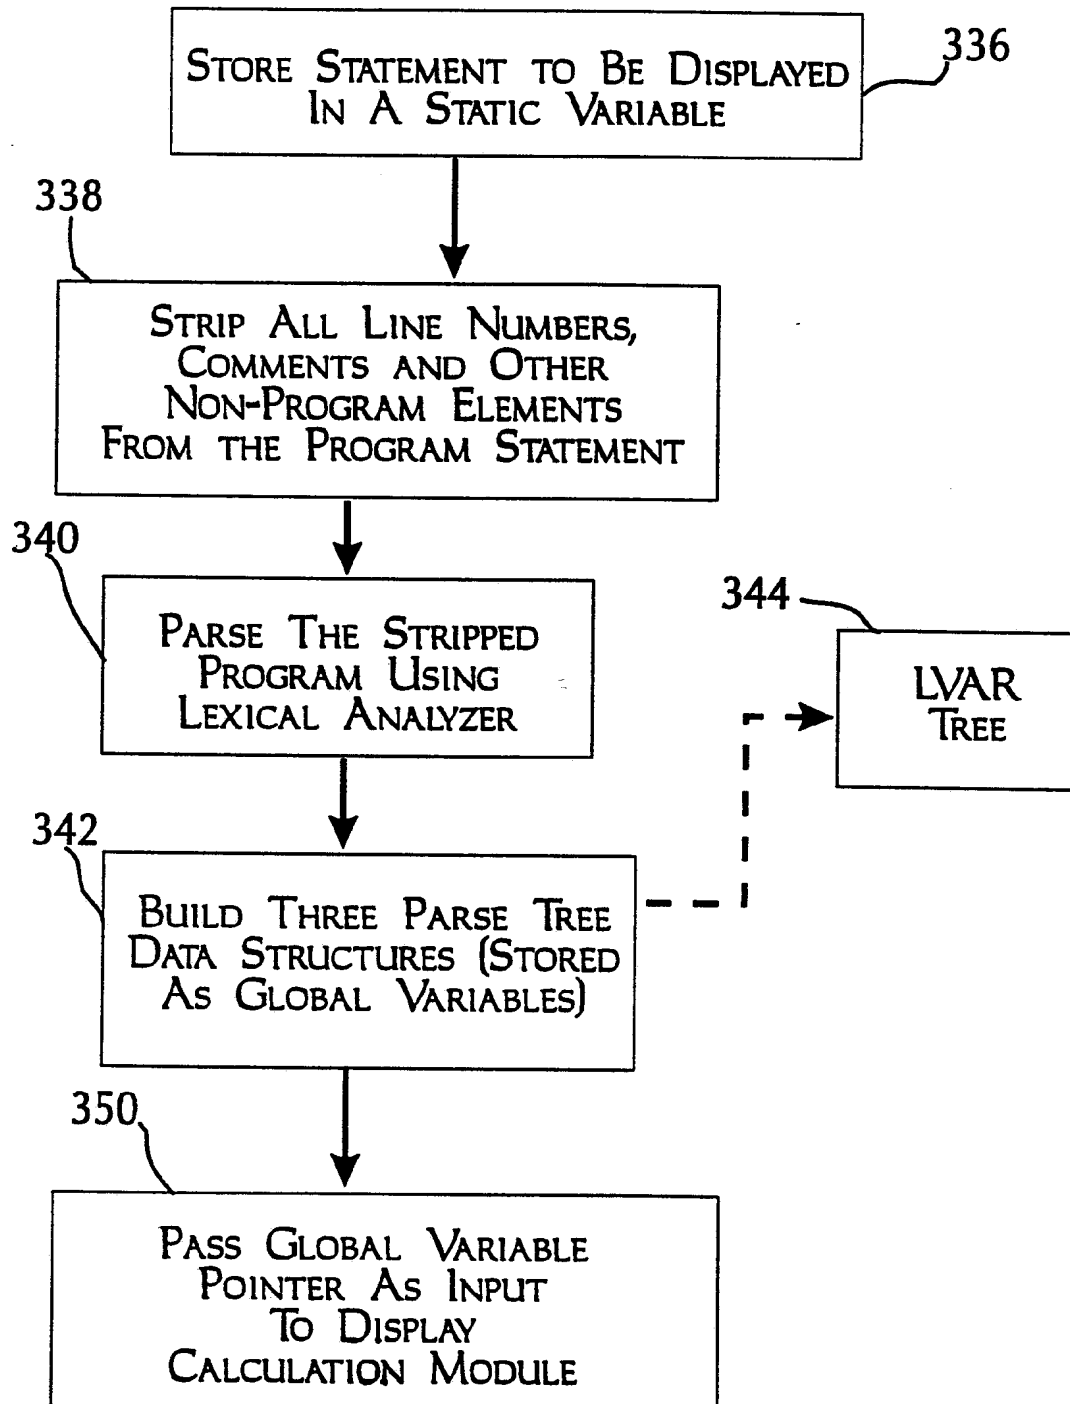 STORE STATEMENT TO BE DISPLAYED
IN A STATIC VARIABLE
336
338
STRIP ALL LINE NUMBERS,
COMMENTS AND OTHER
NON-PROGRAM ELEMENTS
FROM THE PROGRAM STATEMENT
340
PARSE THE STRIPPED
PROGRAM USING
LEXICAL ANALYZER
344
LVAR
TREE
342
BUILD THREE PARSE TREE
DATA STRUCTURES (STORED
AS GLOBAL VARIABLES)
350
PASS GLOBAL VARIABLE
POINTER AS INPUT
TO DISPLAY
CALCULATION MODULE